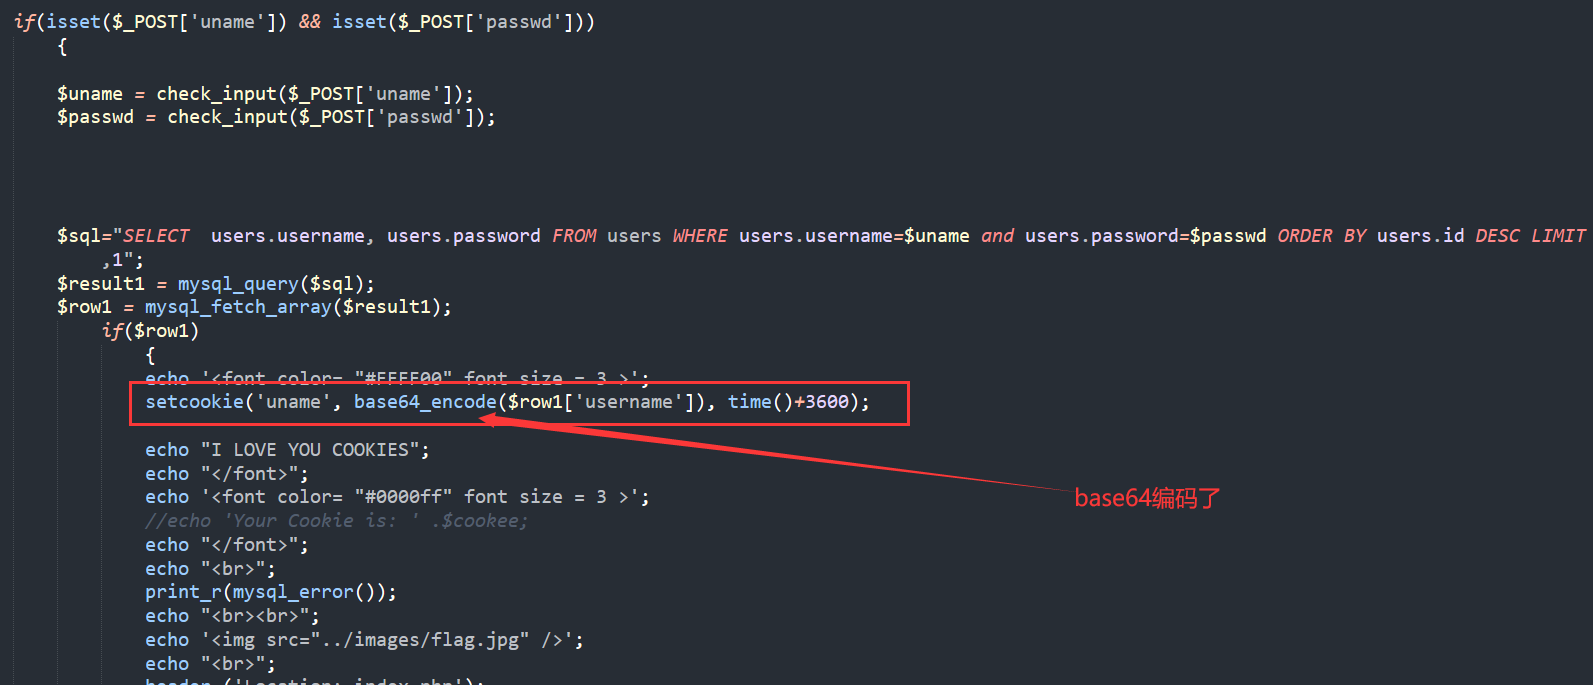 if(isset($_POST['uname']) && isset($_POST['passwd']))
{
$uname = check_input($_POST['uname']);
$passwd = check_input($_POST['passwd']);
$sql="SELECT  users.username, users.password FROM users WHERE users.username=$uname and users.password=$passwd ORDER BY users.id DESC LIMIT
,1";
$result1 = mysql_query($sql);
$row1 = mysql_fetch_array($result1);
if($row1)
{
echo '<font color= "#FFFF00" font size = 3 >';
setcookie('uname', base64_encode($row1['username']), time()+3600);
echo "I LOVE YOU COOKIES";
echo "</font>";
echo '<font color= "#0000ff" font size = 3 >';
base64编码了
//echo 'Your Cookie is: ' .$cookee;
echo "</font>";
echo "<br>";
print_r(mysql_error());
echo "<br><br>";
echo '<img src="../images/flag.jpg" />';
echo "<br>";
header ('Location: index.php');